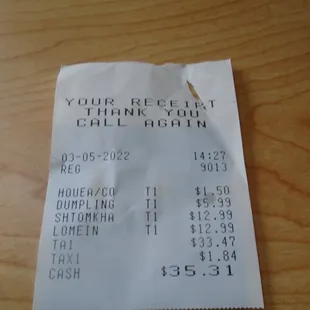 YOUR RECEIPT
THANK YOU
CALL AGAIN
03-05-2022 14:27
REG 9013
HOUEA/CO T1 $1.50
DUMPLING T1 $5.99
SHTOMKHA T1 $12.99
LOMEIN T1 $12.99
TA1 $33.47
TAX1 $1.84
CASH $35.31